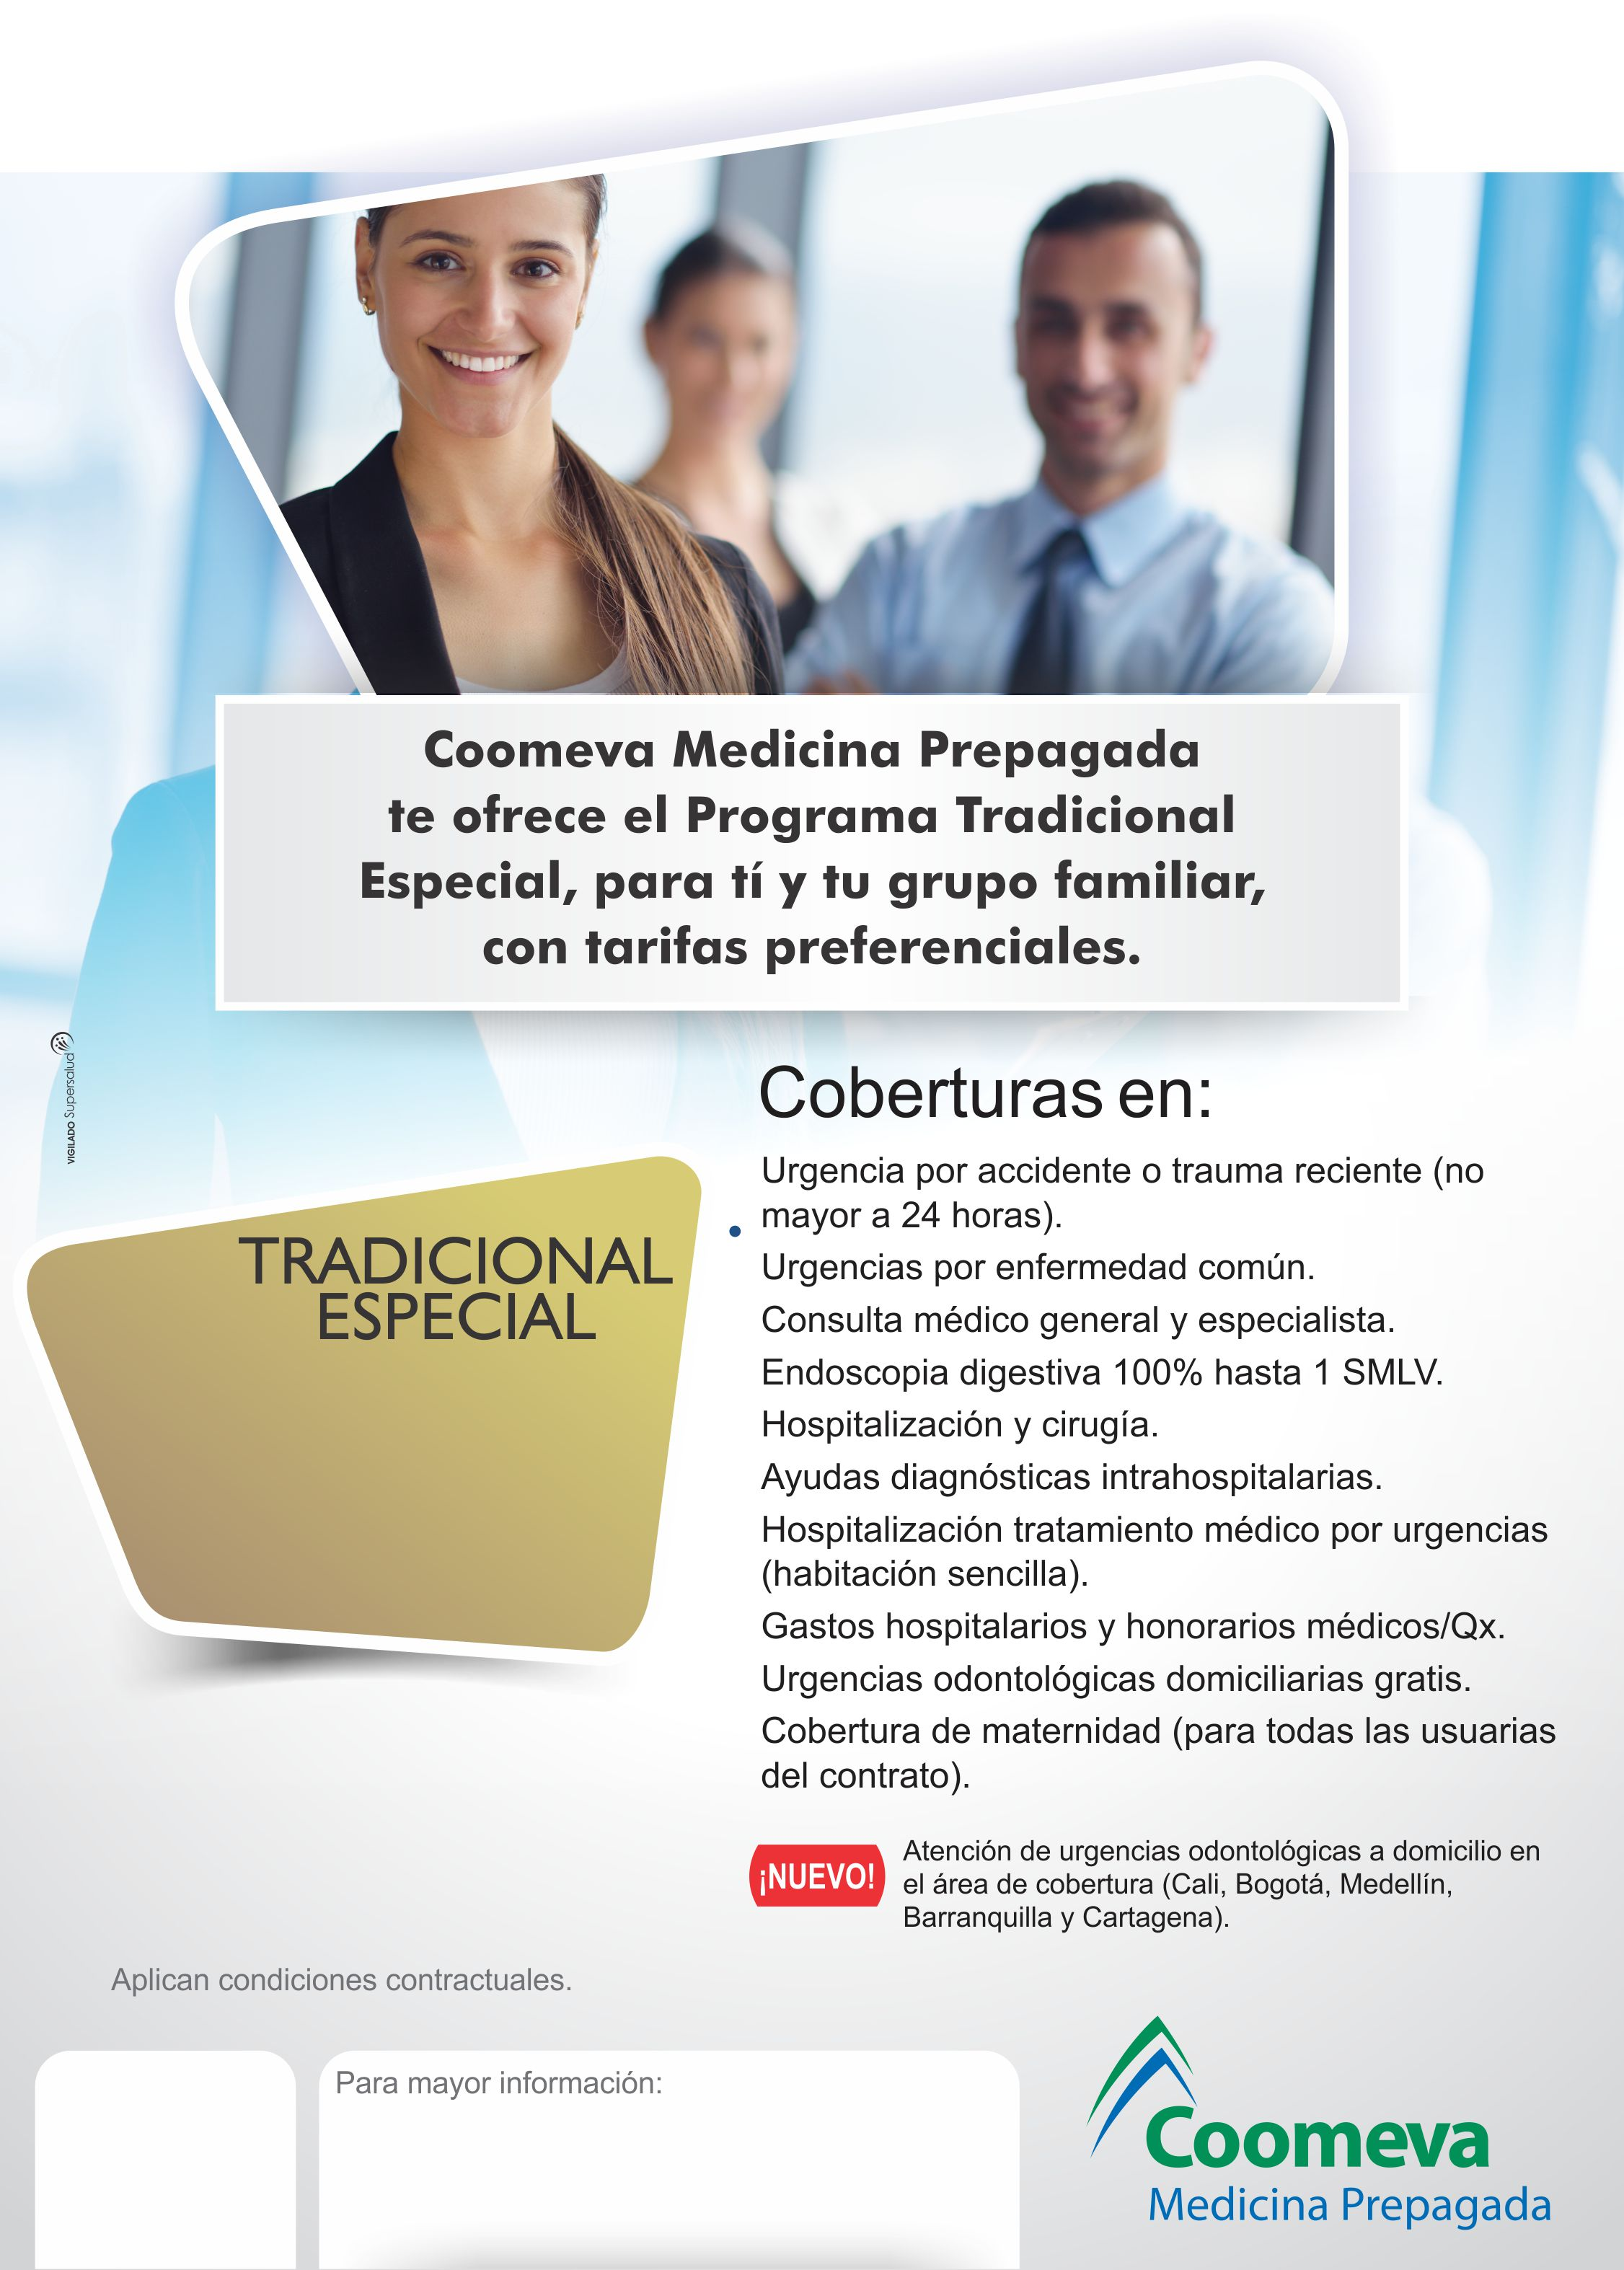 Coomeva Medicina Prepagada
te ofrece el Programa Tradicional
Especial, para tí y tu grupo familiar,
con tarifas preferenciales.
VIGILADO Supersalud
TRADICIONAL
ESPECIAL
Coberturas en:
Urgencia por accidente o trauma reciente (no
mayor a 24 horas).
Urgencias por enfermedad común.
Consulta médico general y especialista.
Endoscopia digestiva 100% hasta 1 SMLV.
Hospitalización y cirugía.
Ayudas diagnósticas intrahospitalarias.
Hospitalización tratamiento médico por urgencias
(habitación sencilla).
Gastos hospitalarios y honorarios médicos/Qx.
Urgencias odontológicas domiciliarias gratis.
Cobertura de maternidad (para todas las usuarias
del contrato).
¡NUEVO!
Atención de urgencias odontológicas a domicilio en
el área de cobertura (Cali, Bogotá, Medellín,
Barranquilla y Cartagena).
Aplican condiciones contractuales.
Para mayor información:
Coomeva
Medicina Prepagada